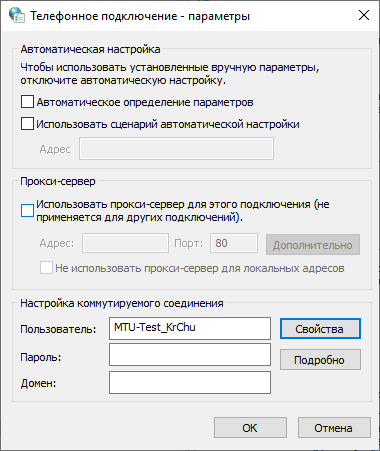 Телефонное подключение - параметры
Автоматическая настройка
Чтобы использовать установленные вручную параметры,
отключите автоматическую настройку.
Автоматическое определение параметров
Использовать сценарий автоматической настройки
Адрес
Прокси-сервер
Использовать прокси-сервер для этого подключения (не
применяется для других подключений).
Адрес: Порт: 80 Дополнительно
Не использовать прокси-сервер для локальных адресов
Настройка коммутируемого соединения
Пользователь: MTU-Test_KrChu Свойства
Пароль: Подробно
Домен:
ОК Отмена